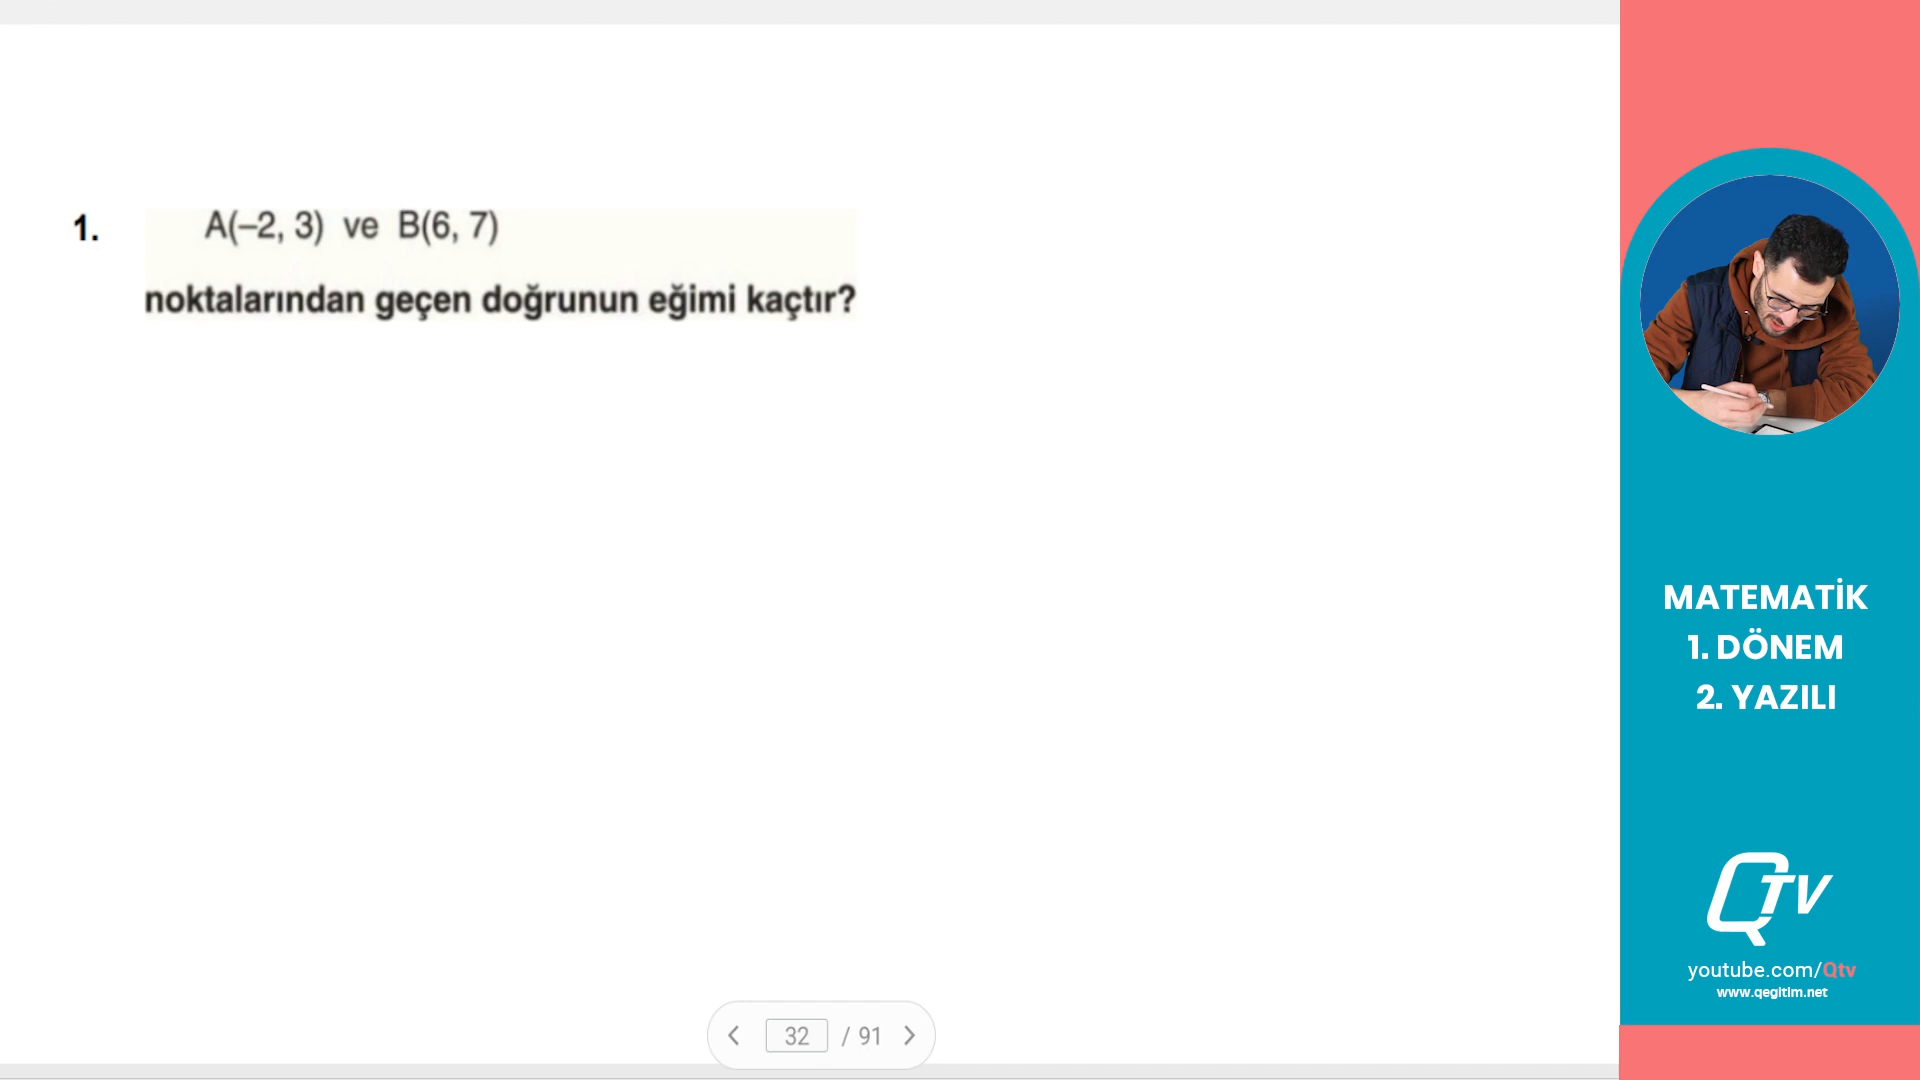 1. A(–2, 3) ve B(6, 7)
noktalarından geçen doğrunun eğimi kaçtır?
MATEMATİK
1. DÖNEM
2. YAZILI
QTV
youtube.com/Qtv
www.qegitim.net
32 / 91